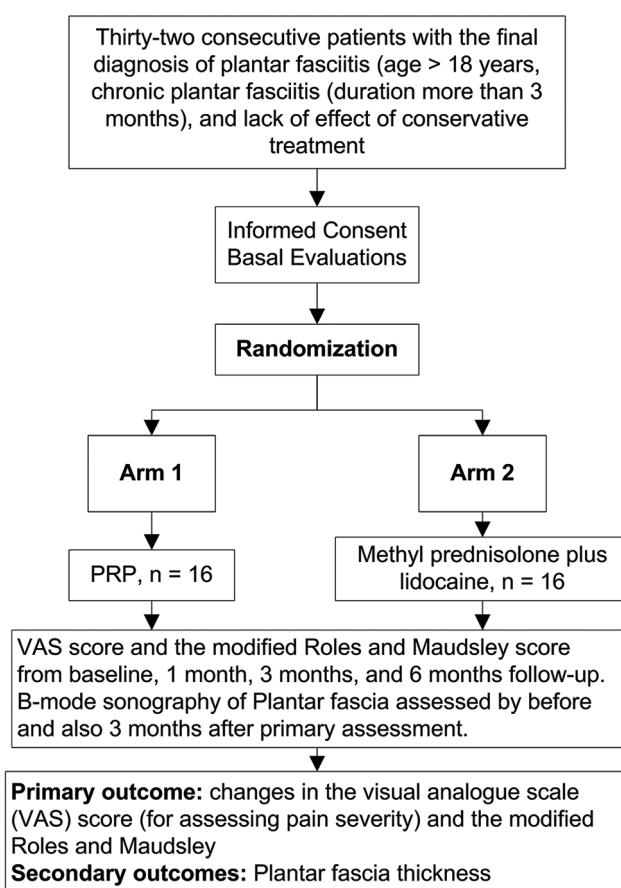 Thirty-two consecutive patients with the final
diagnosis of plantar fasciitis (age > 18 years,
chronic plantar fasciitis (duration more than 3
months), and lack of effect of conservative
treatment
Informed Consent
Basal Evaluations
Randomization
Arm 1
Arm 2
PRP, n = 16
Methyl prednisolone plus
lidocaine, n = 16
VAS score and the modified Roles and Maudsley score
from baseline, 1 month, 3 months, and 6 months follow-up.
B-mode sonography of Plantar fascia assessed by before
and also 3 months after primary assessment.
Primary outcome: changes in the visual analogue scale
(VAS) score (for assessing pain severity) and the modified
Roles and Maudsley
Secondary outcomes: Plantar fascia thickness